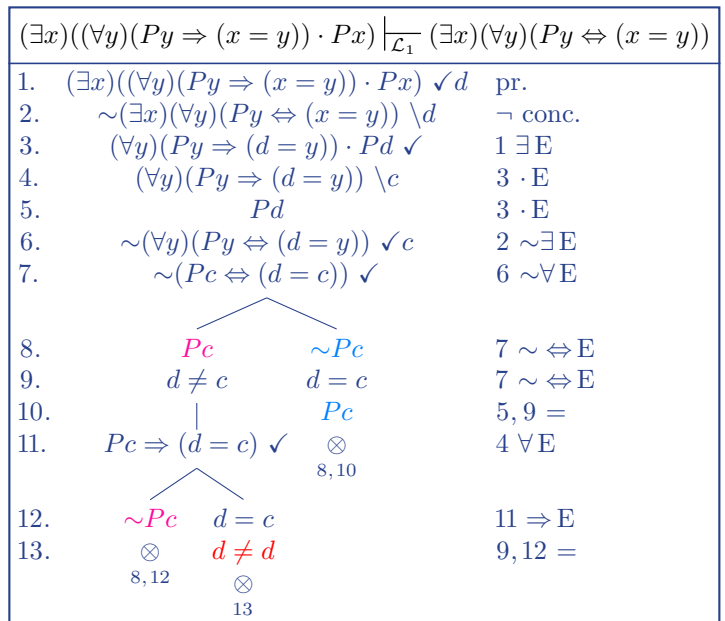 (∃x)((∀y)(Py ⇒ (x = y)) · Px) ├─ℒ₁ (∃x)(∀y)(Py ⇔ (x = y))
1. (∃x)((∀y)(Py ⇒ (x = y)) · Px) ✓d pr.
2. ∼(∃x)(∀y)(Py ⇔ (x = y)) \d ¬ conc.
3. (∀y)(Py ⇒ (d = y)) · Pd ✓ 1 ∃E
4. (∀y)(Py ⇒ (d = y)) \c 3 ·E
5. Pd 3 ·E
6. ∼(∀y)(Py ⇔ (d = y)) ✓c 2 ∼∃E
7. ∼(Pc ⇔ (d = c)) ✓ 6 ∼∀E
8. Pc ∼Pc 7 ∼ ⇔E
9. d ≠ c d = c 7 ∼ ⇔E
10. Pc 5, 9 =
11. Pc ⇒ (d = c) ✓ ⊗ 4 ∀E
8, 10
12. ∼Pc d = c 11 ⇒E
13. ⊗ d ≠ d 9, 12 =
8, 12 ⊗
13